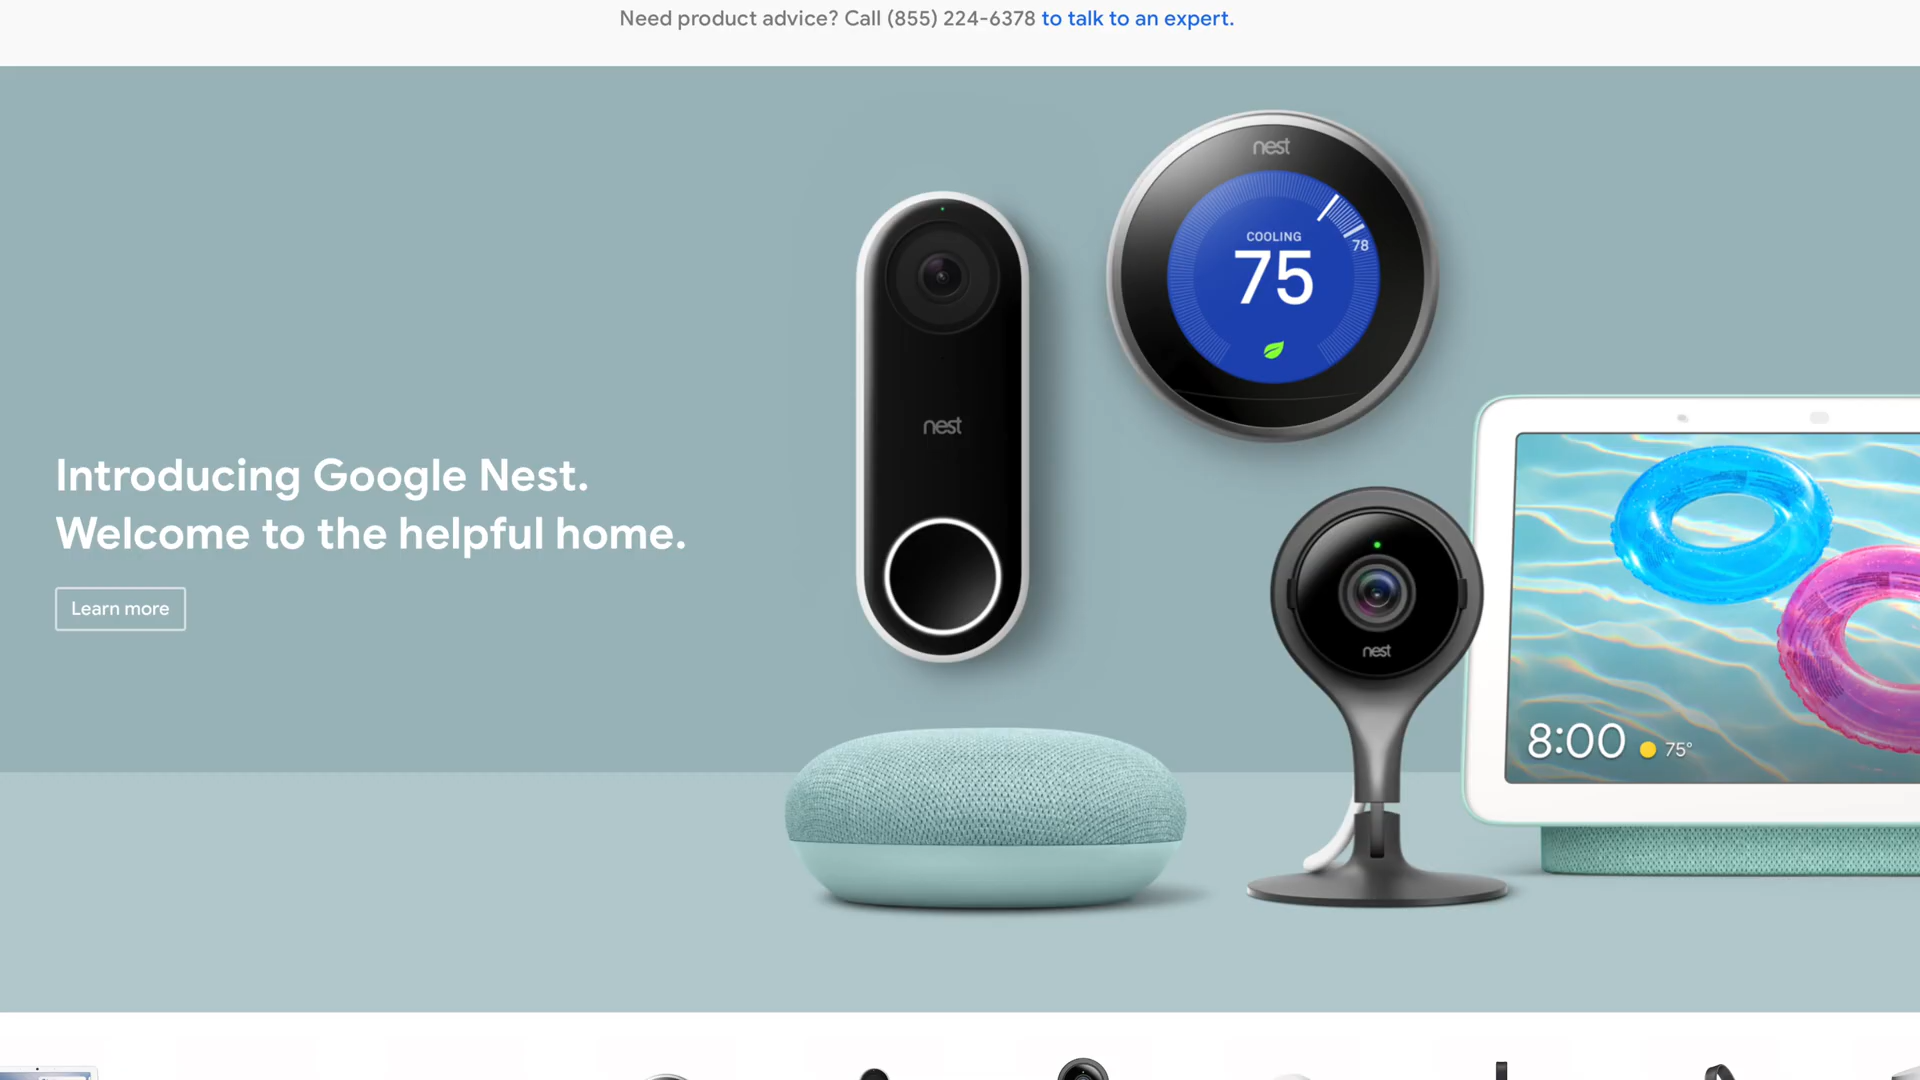 Need product advice? Call (855) 224-6378 to talk to an expert.
nest
COOLING
75
78
nest
Introducing Google Nest.
Welcome to the helpful home.
Learn more
nest
8:00 75°